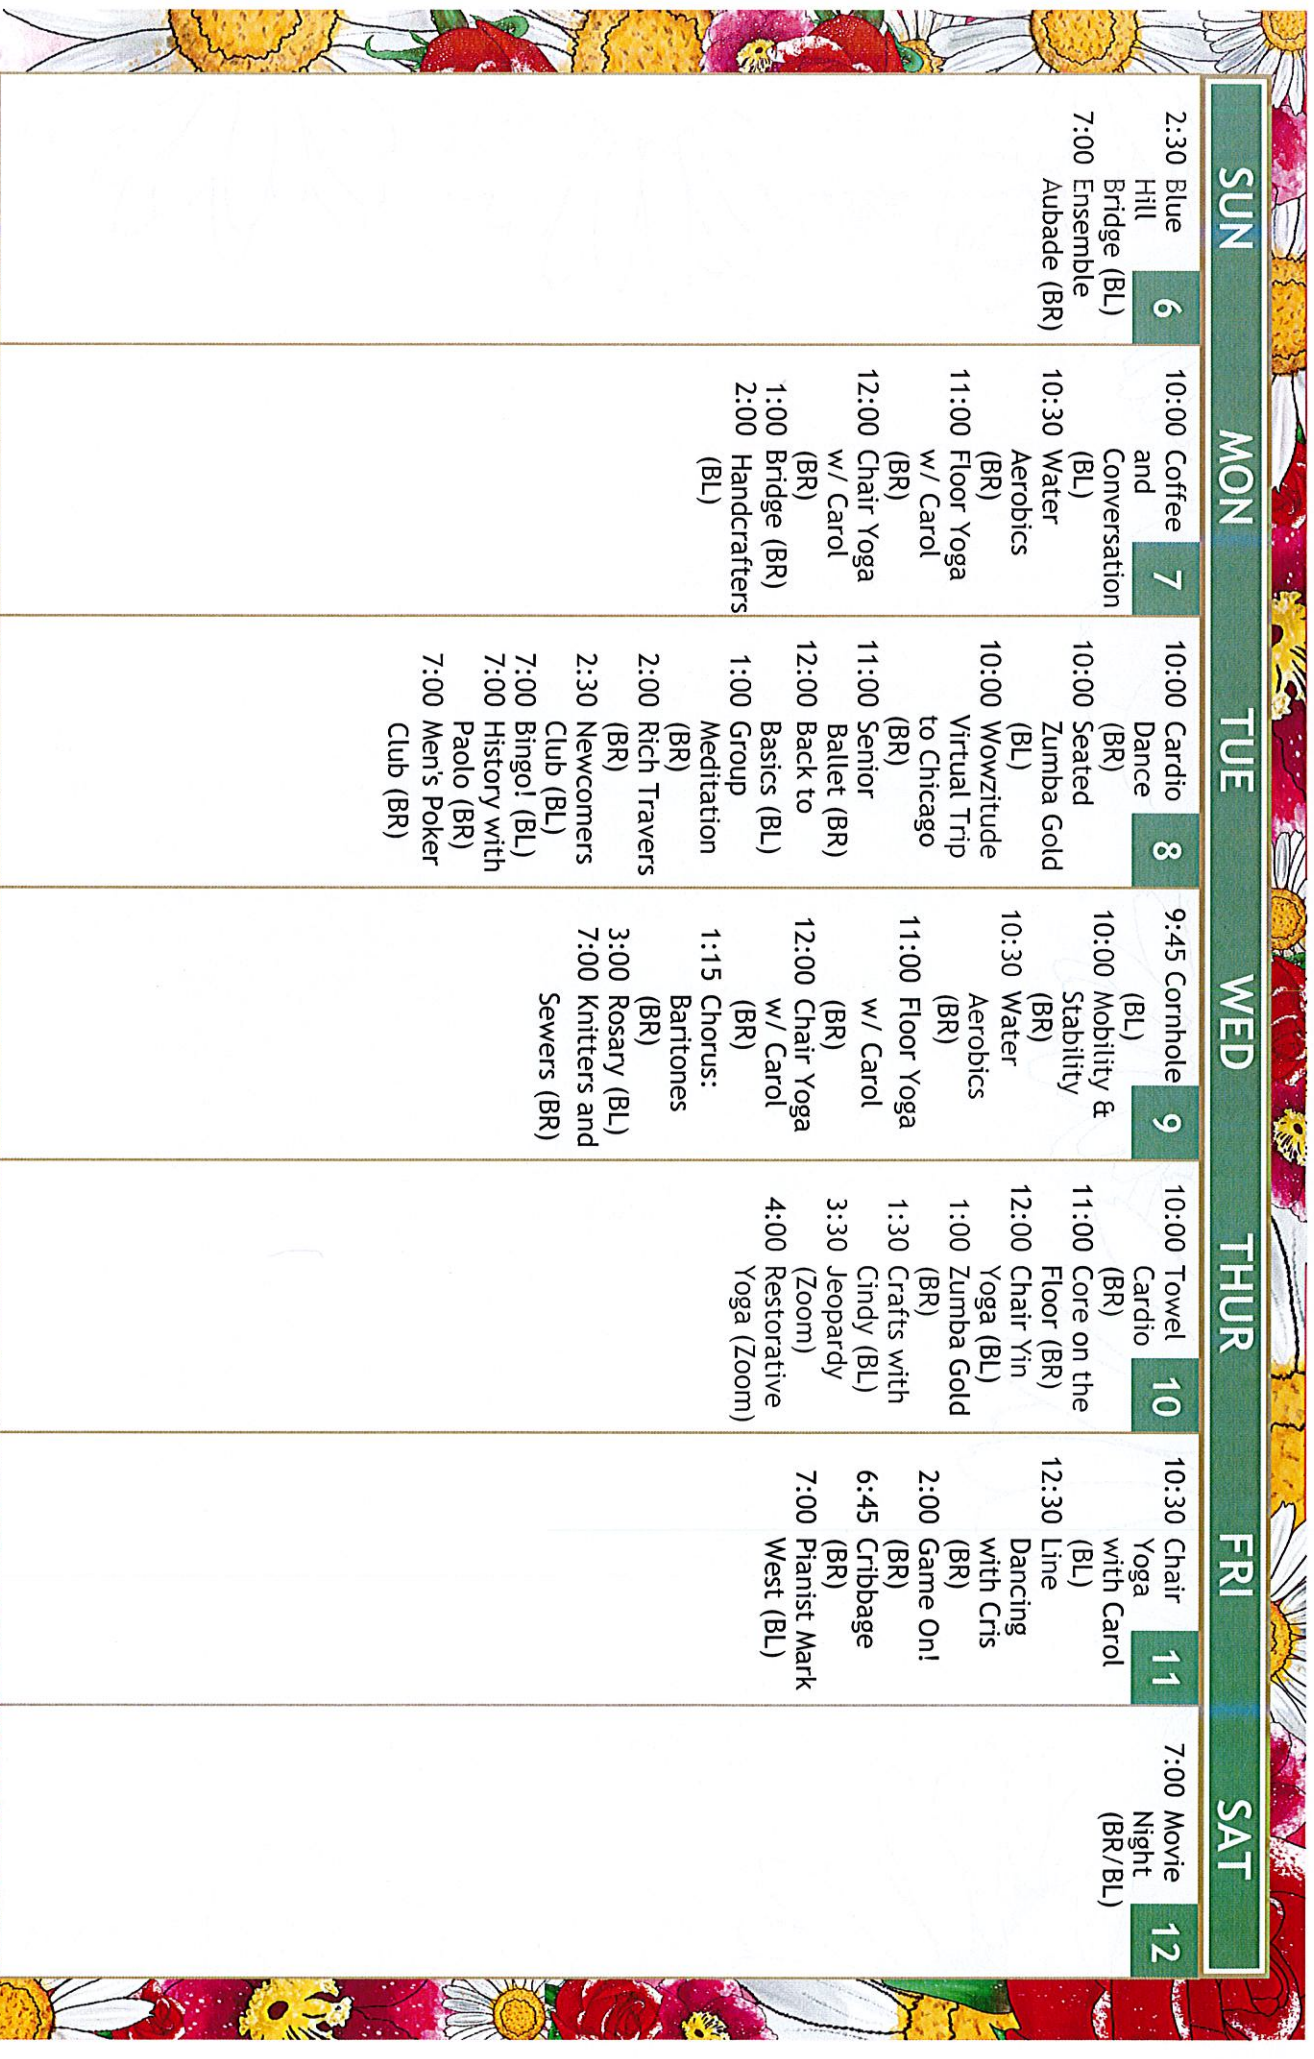 SUN MON TUE WED THUR FRI SAT
6
2:30 Blue
Hill
Bridge (BL)
7:00 Ensemble
Aubade (BR)
7
10:00 Coffee
and
Conversation
(BL)
10:30 Water
Aerobics
(BR)
11:00 Floor Yoga
w/ Carol
(BR)
12:00 Chair Yoga
w/ Carol
(BR)
1:00 Bridge (BR)
2:00 Handcrafters
(BL)
8
10:00 Cardio
Dance
(BR)
10:00 Seated
Zumba Gold
(BL)
10:00 Wowzitude
Virtual Trip
to Chicago
(BR)
11:00 Senior
Ballet (BR)
12:00 Back to
Basics (BL)
1:00 Group
Meditation
(BR)
2:00 Rich Travers
(BR)
2:30 Newcomers
Club (BL)
7:00 Bingo! (BL)
7:00 History with
Paolo (BR)
7:00 Men's Poker
Club (BR)
9
9:45 Cornhole
(BL)
10:00 Mobility &
Stability
(BR)
10:30 Water
Aerobics
(BR)
11:00 Floor Yoga
w/ Carol
(BR)
12:00 Chair Yoga
w/ Carol
(BR)
1:15 Chorus:
Baritones
(BR)
3:00 Rosary (BL)
7:00 Knitters and
Sewers (BR)
10
10:00 Towel
Cardio
(BR)
11:00 Core on the
Floor (BR)
12:00 Chair Yin
Yoga (BL)
1:00 Zumba Gold
(BR)
1:30 Crafts with
Cindy (BL)
3:30 Jeopardy
(Zoom)
4:00 Restorative
Yoga (Zoom)
11
10:30 Chair
Yoga
with Carol
(BL)
12:30 Line
Dancing
with Cris
(BR)
2:00 Game On!
(BR)
6:45 Cribbage
(BR)
7:00 Pianist Mark
West (BL)
12
7:00 Movie
Night
(BR/BL)